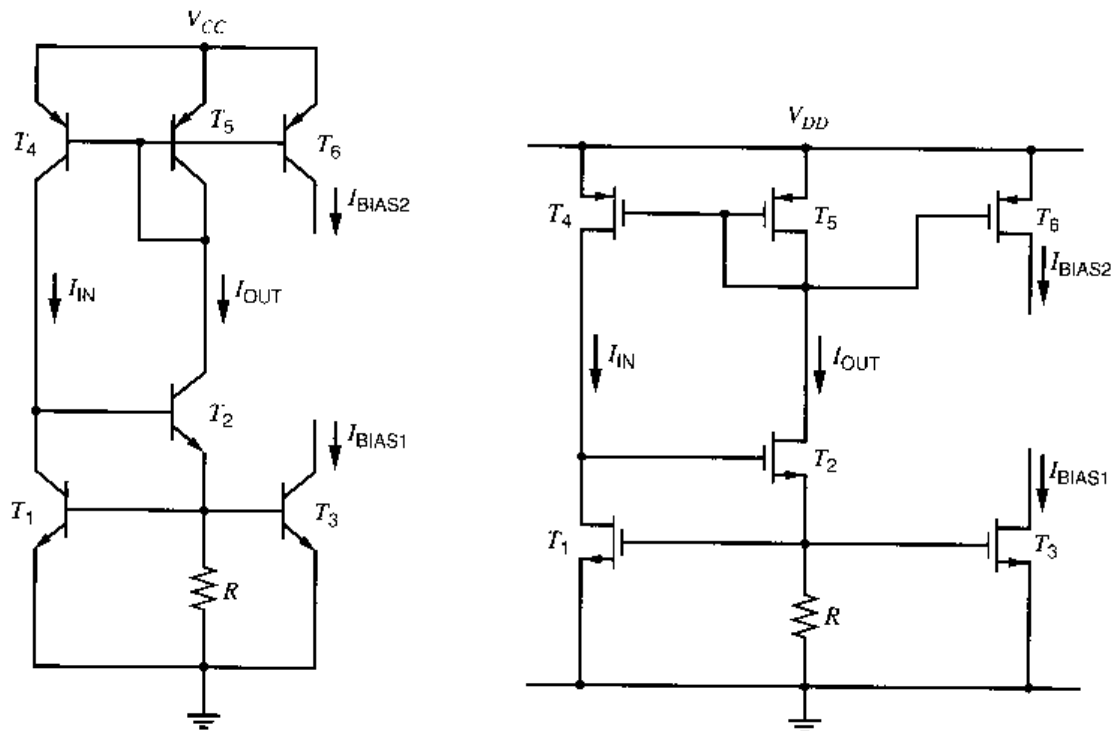 V_CC
T_4
T_5
T_6
I_BIAS2
I_IN
I_OUT
T_2
I_BIAS1
T_1
T_3
R
V_DD
T_4
T_5
T_6
I_BIAS2
I_IN
I_OUT
T_2
I_BIAS1
T_1
T_3
R